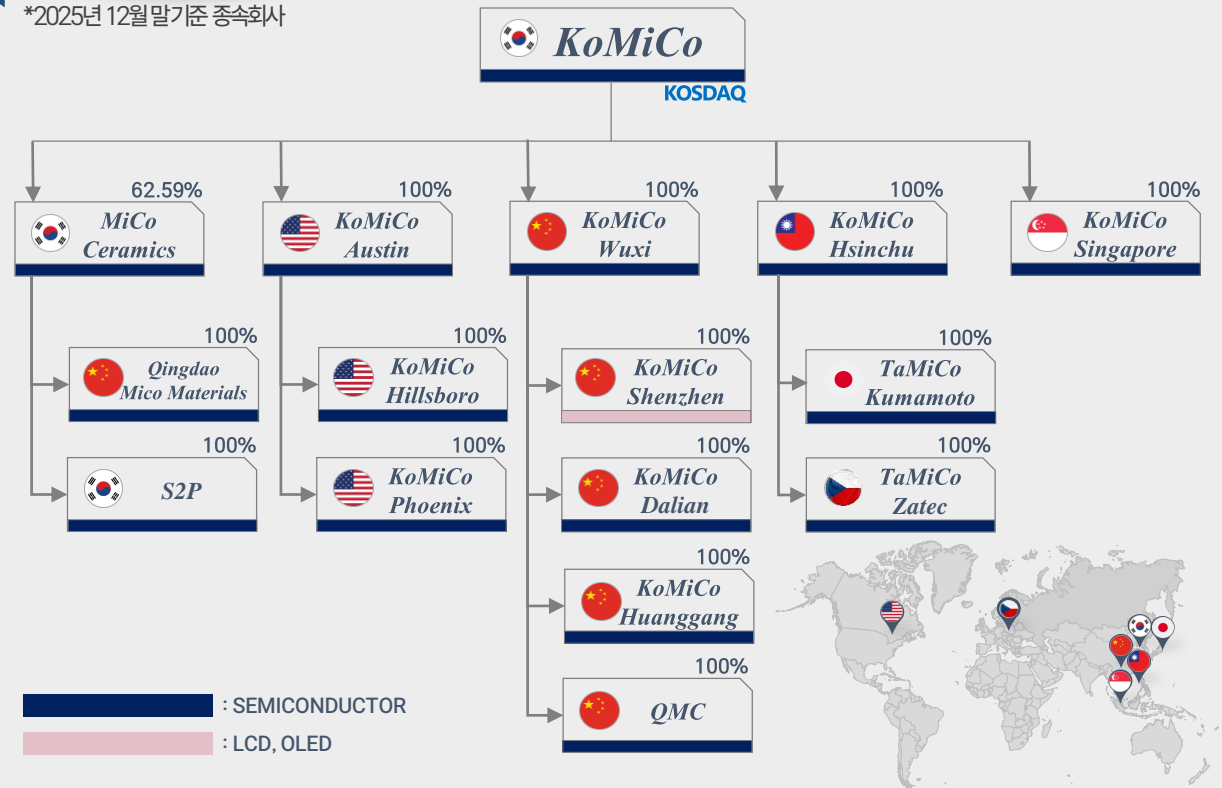 *2025년 12월 말 기준 종속회사
KoMiCo
KOSDAQ
62.59%
MiCo
Ceramics
100%
KoMiCo
Austin
100%
KoMiCo
Wuxi
100%
KoMiCo
Hsinchu
100%
KoMiCo
Singapore
100%
Qingdao
Mico Materials
100%
S2P
100%
KoMiCo
Hillsboro
100%
KoMiCo
Phoenix
100%
KoMiCo
Shenzhen
100%
KoMiCo
Dalian
100%
KoMiCo
Huanggang
100%
QMC
100%
TaMiCo
Kumamoto
100%
TaMiCo
Zatec
: SEMICONDUCTOR
: LCD, OLED